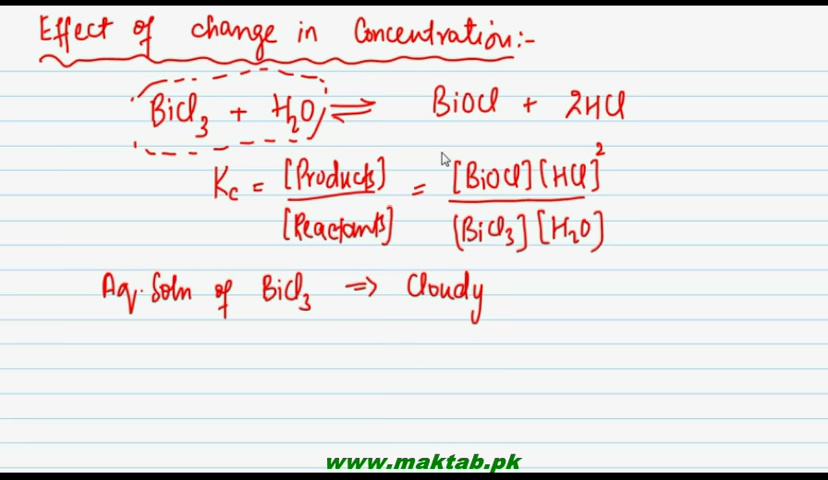 Effect of change in Concentration:-
BiCl₃ + H₂O ⇌ BiOCl + 2HCl
Kc = [Products] / [Reactants] = [BiOCl][HCl]² / [BiCl₃][H₂O]
Aq. Soln of BiCl₃ ⇒ Cloudy
www.maktab.pk